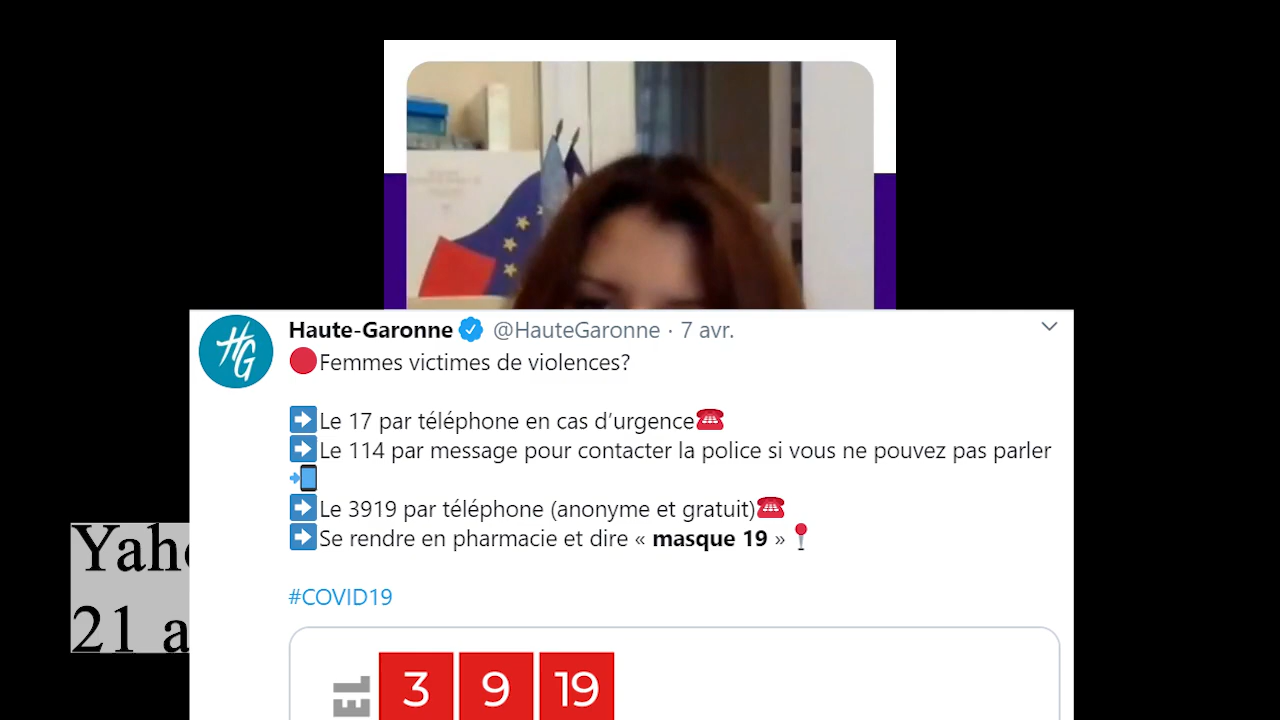 Haute-Garonne @HauteGaronne · 7 avr.
HG
🔴Femmes victimes de violences?
➡️Le 17 par téléphone en cas d’urgence☎️
➡️Le 114 par message pour contacter la police si vous ne pouvez pas parler
📲
➡️Le 3919 par téléphone (anonyme et gratuit)☎️
➡️Se rendre en pharmacie et dire « masque 19 » 📍
#COVID19
EL
3 9 19
Yaho
21 a